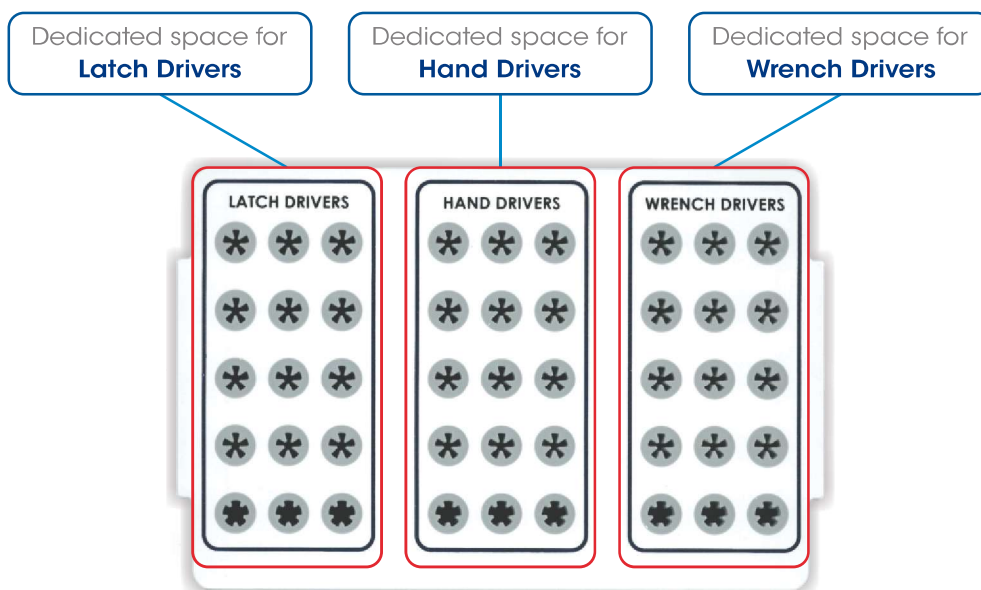 Dedicated space for
Latch Drivers
Dedicated space for
Hand Drivers
Dedicated space for
Wrench Drivers
LATCH DRIVERS
HAND DRIVERS
WRENCH DRIVERS